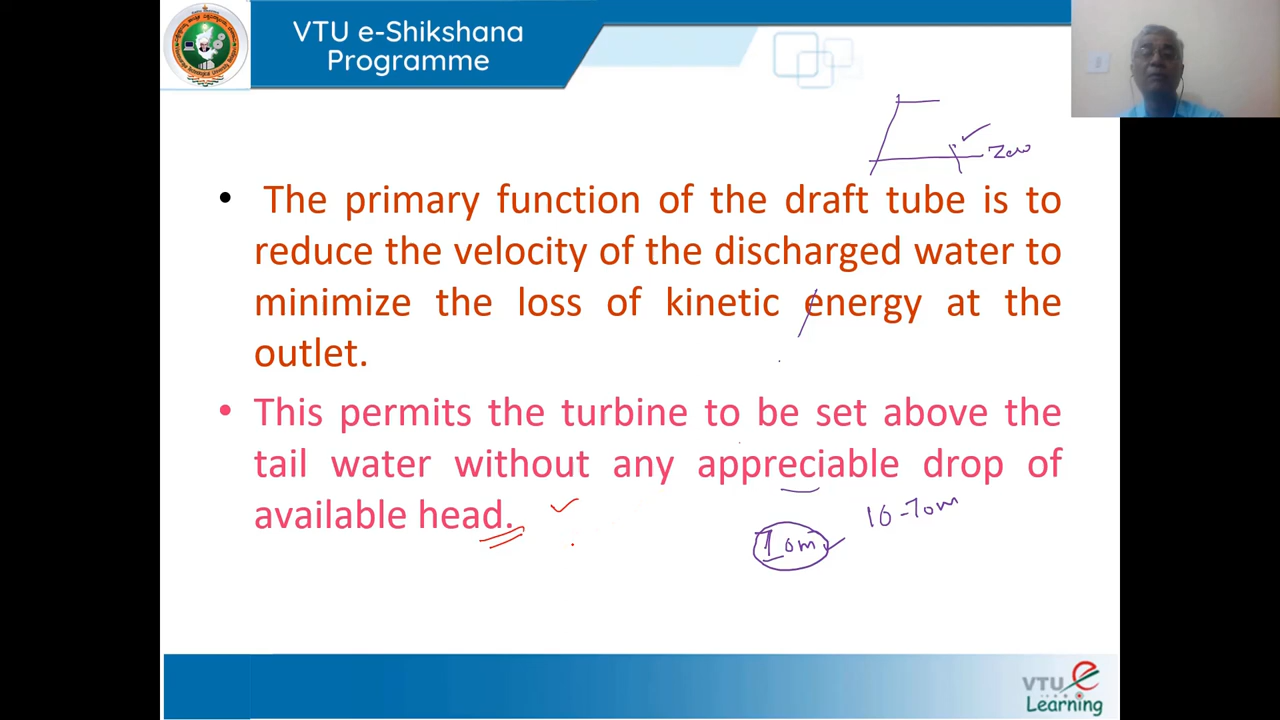 VTU e-Shikshana
Programme
Zero
• The primary function of the draft tube is to
reduce the velocity of the discharged water to
minimize the loss of kinetic energy at the
outlet.
• This permits the turbine to be set above the
tail water without any appreciable drop of
available head.
10-70m
10m
VTU e
Learning